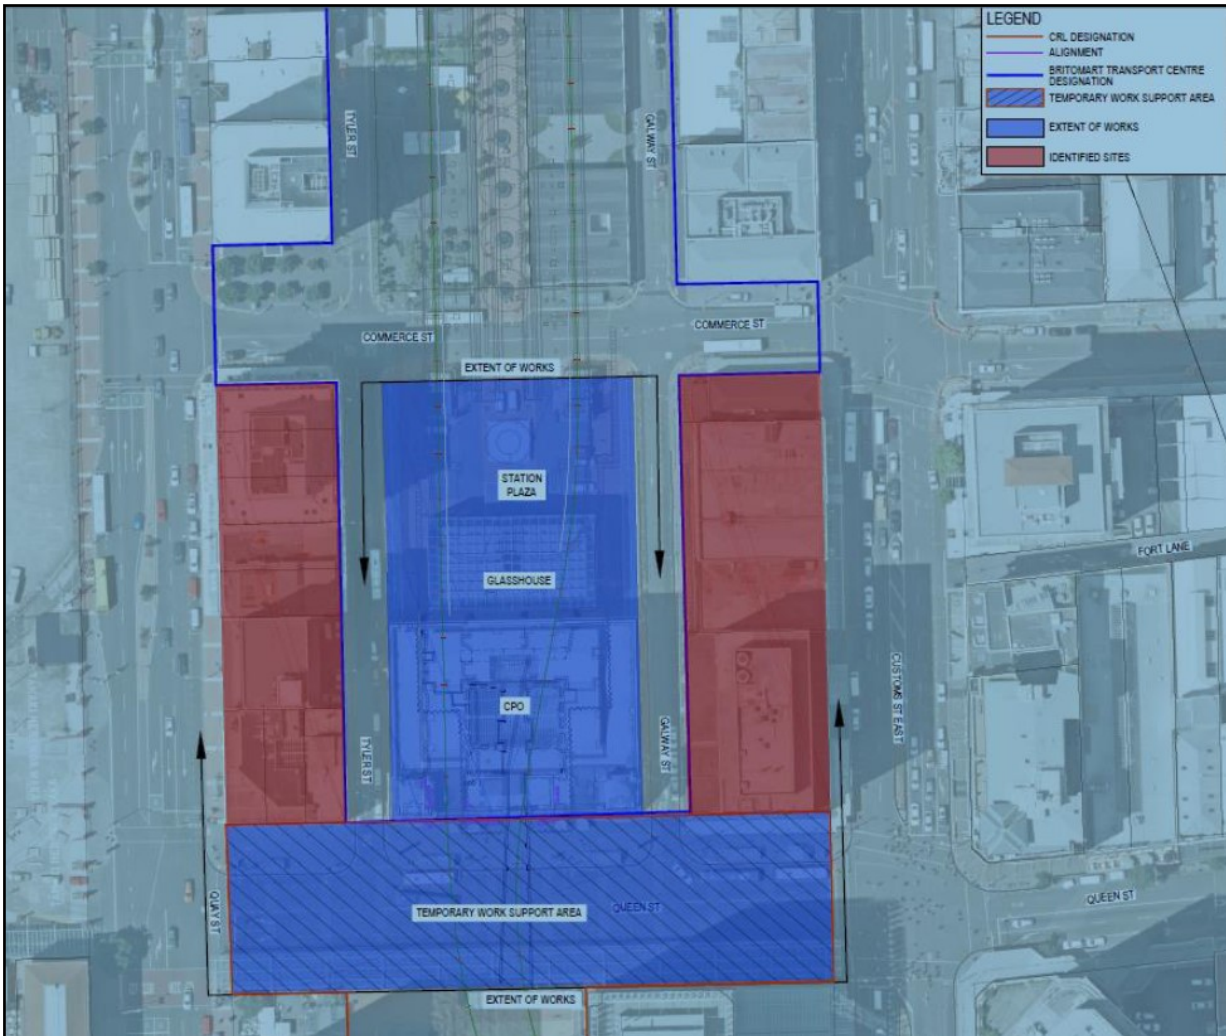 LEGEND
CRL DESIGNATION
ALIGNMENT
BRITOMART TRANSPORT CENTRE
DESIGNATION
TEMPORARY WORK SUPPORT AREA
EXTENT OF WORKS
IDENTIFIED SITES
TYLER ST
GALWAY ST
COMMERCE ST
COMMERCE ST
EXTENT OF WORKS
STATION
PLAZA
GLASSHOUSE
FORT LANE
CPO
TYLER ST
GALWAY ST
CUSTOMS ST EAST
QUAY ST
TEMPORARY WORK SUPPORT AREA
QUEEN ST
QUEEN ST
EXTENT OF WORKS